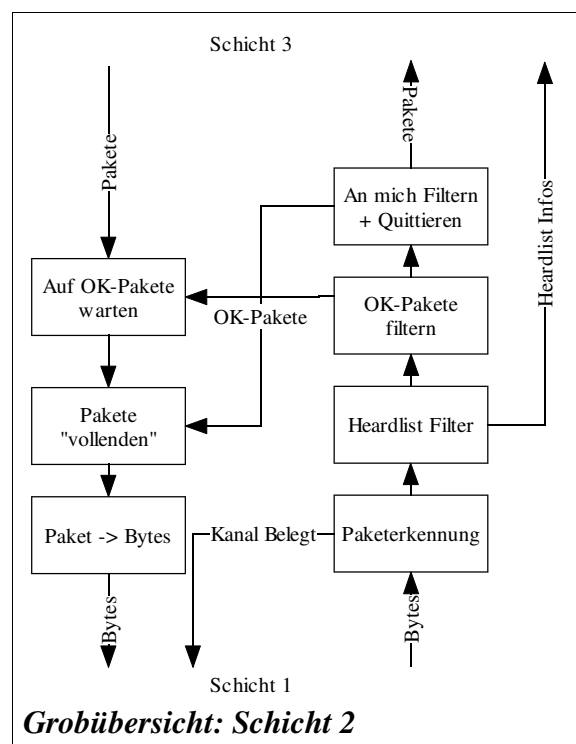 Schicht 3
Pakete
Pakete
Heardlist Infos
An mich Filtern
+ Quittieren
Auf OK-Pakete
warten
OK-Pakete
OK-Pakete
filtern
Pakete
"vollenden"
Heardlist Filter
Paket -> Bytes
Kanal Belegt
Paketerkennung
Bytes
Bytes
Schicht 1
Grobübersicht: Schicht 2